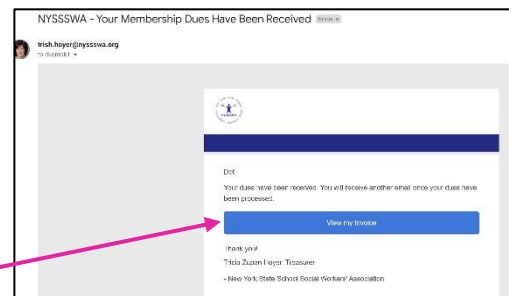 NYSSSWA - Your Membership Dues Have Been Received
trish.hoyer@nyssswa.org
Dot,
Your dues have been received. You will receive another email once your dues have
been processed.
View my Invoice
Thank you!
Tricia Zupan Hoyer, Treasurer
- New York State School Social Workers' Association